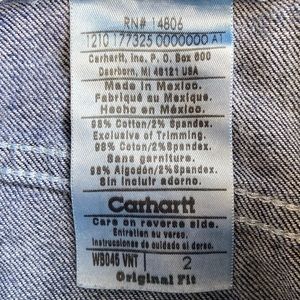 RN# 14806
1210 177325 0000000 AT
Carhartt, Inc. P.O. Box 600
Dearborn, MI 48121 USA
Made in Mexico.
Fabriqué au Mexique.
Hecho en México.
98% Cotton/2% Spandex.
Exclusive of Trimming.
98% Coton/2% Spandex.
Sans garniture.
98% Algodón/2% Spandex.
Sin incluir adorno.
Carhartt
Care on reverse side.
Entretien au verso.
Instrucciones de cuidado al dorso.
WB046 VNT 2
Original Fit